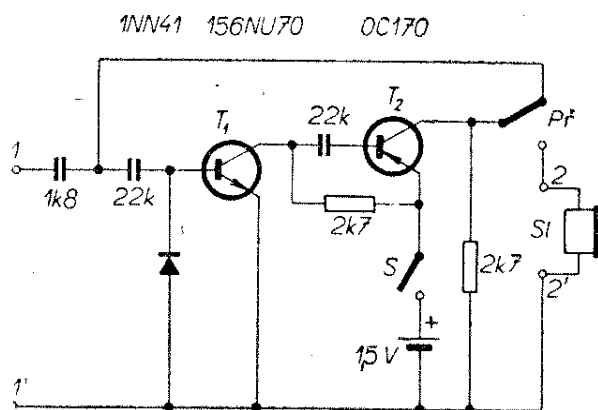 1NN41 156NU70 OC170
T₁
22k
T₂
Př
1
1k8
22k
2k7
S
2k7
2
Sl
2'
+
1,5 V
1'